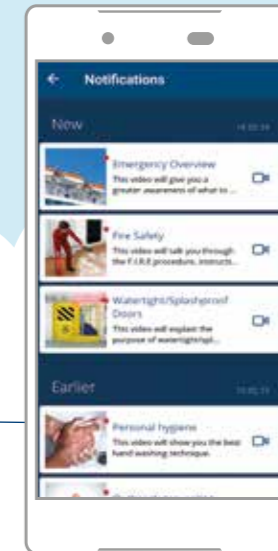 Notifications
New
Emergency Overview
This video will give you a
greater awareness of what to ...
Fire Safety
This video will talk you through
the F.I.R.E procedure, instructi...
Watertight/Splashproof
Doors
This video will explain the
purpose of watertight/spl...
Earlier
Personal hygiene
This video will show you the best
hand washing technique.